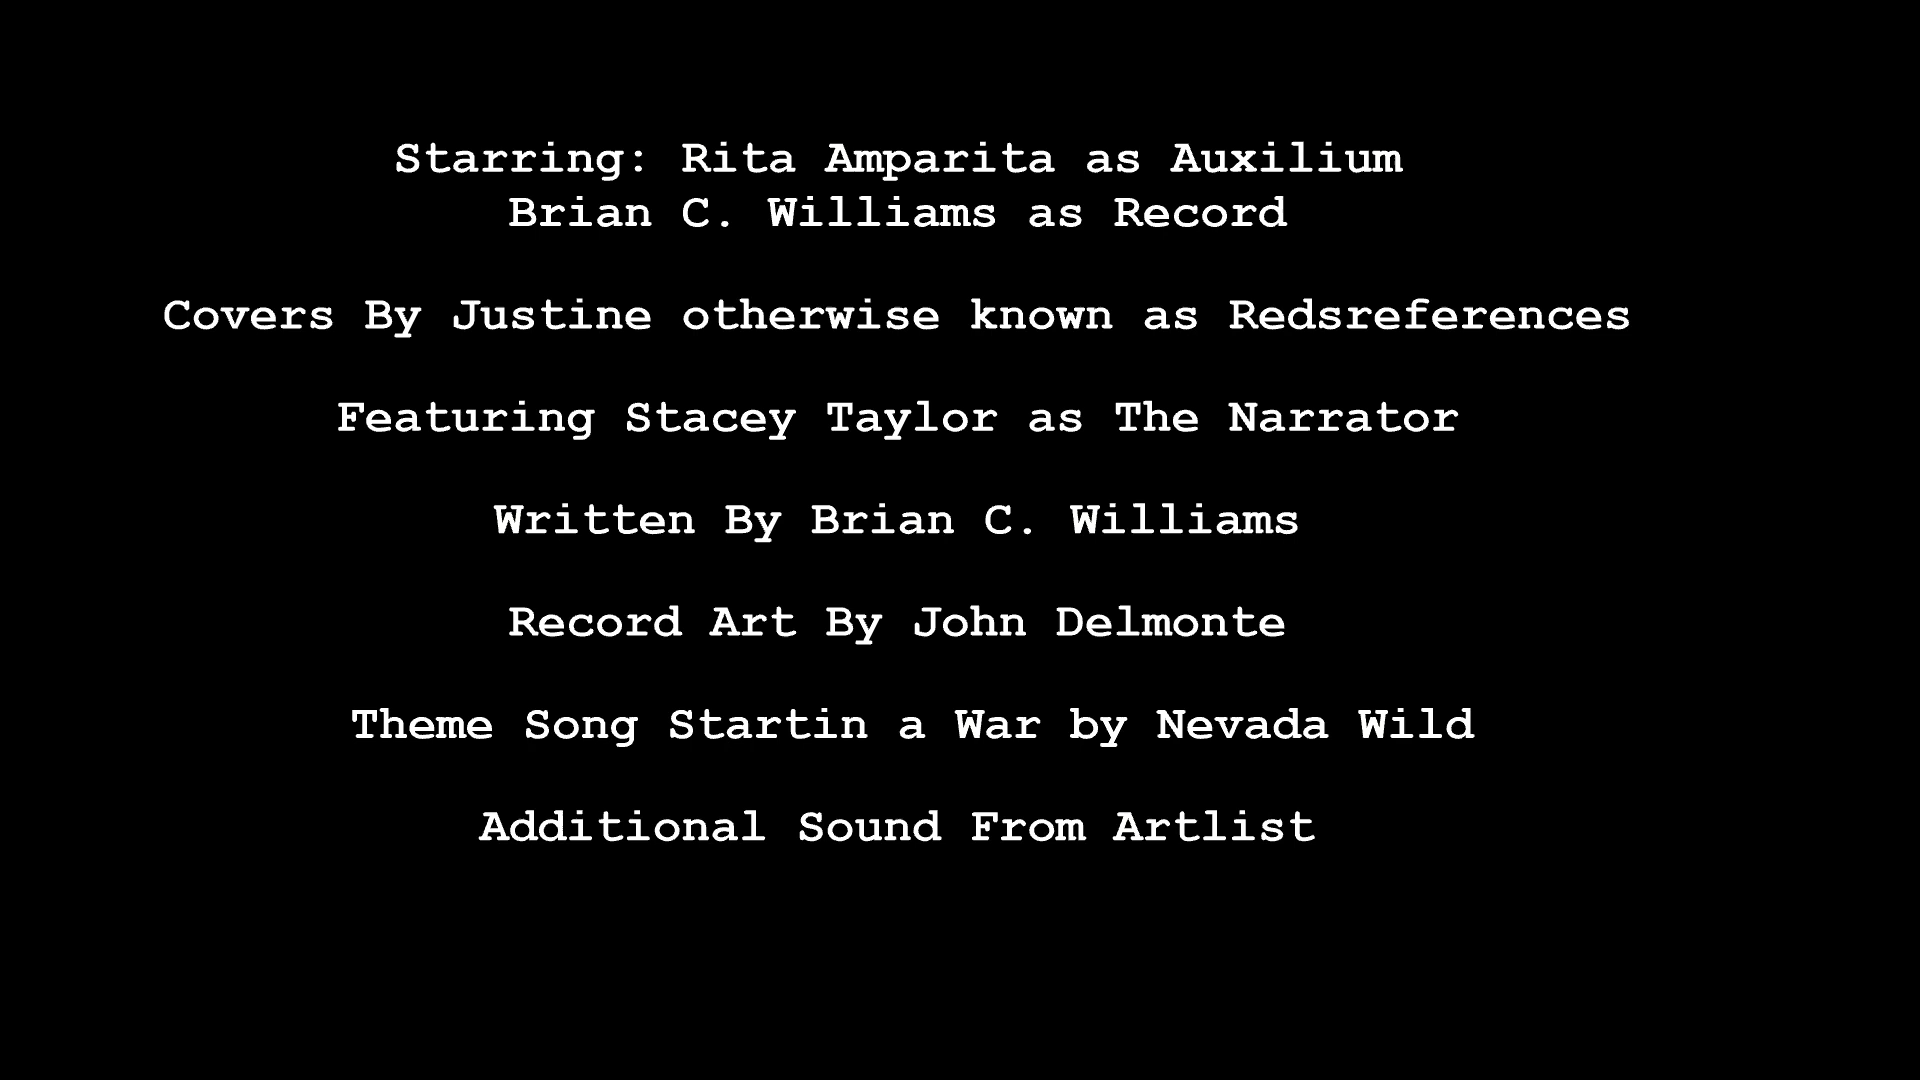 Starring: Rita Amparita as Auxilium
Brian C. Williams as Record
Covers By Justine otherwise known as Redsreferences
Featuring Stacey Taylor as The Narrator
Written By Brian C. Williams
Record Art By John Delmonte
Theme Song Startin a War by Nevada Wild
Additional Sound From Artlist